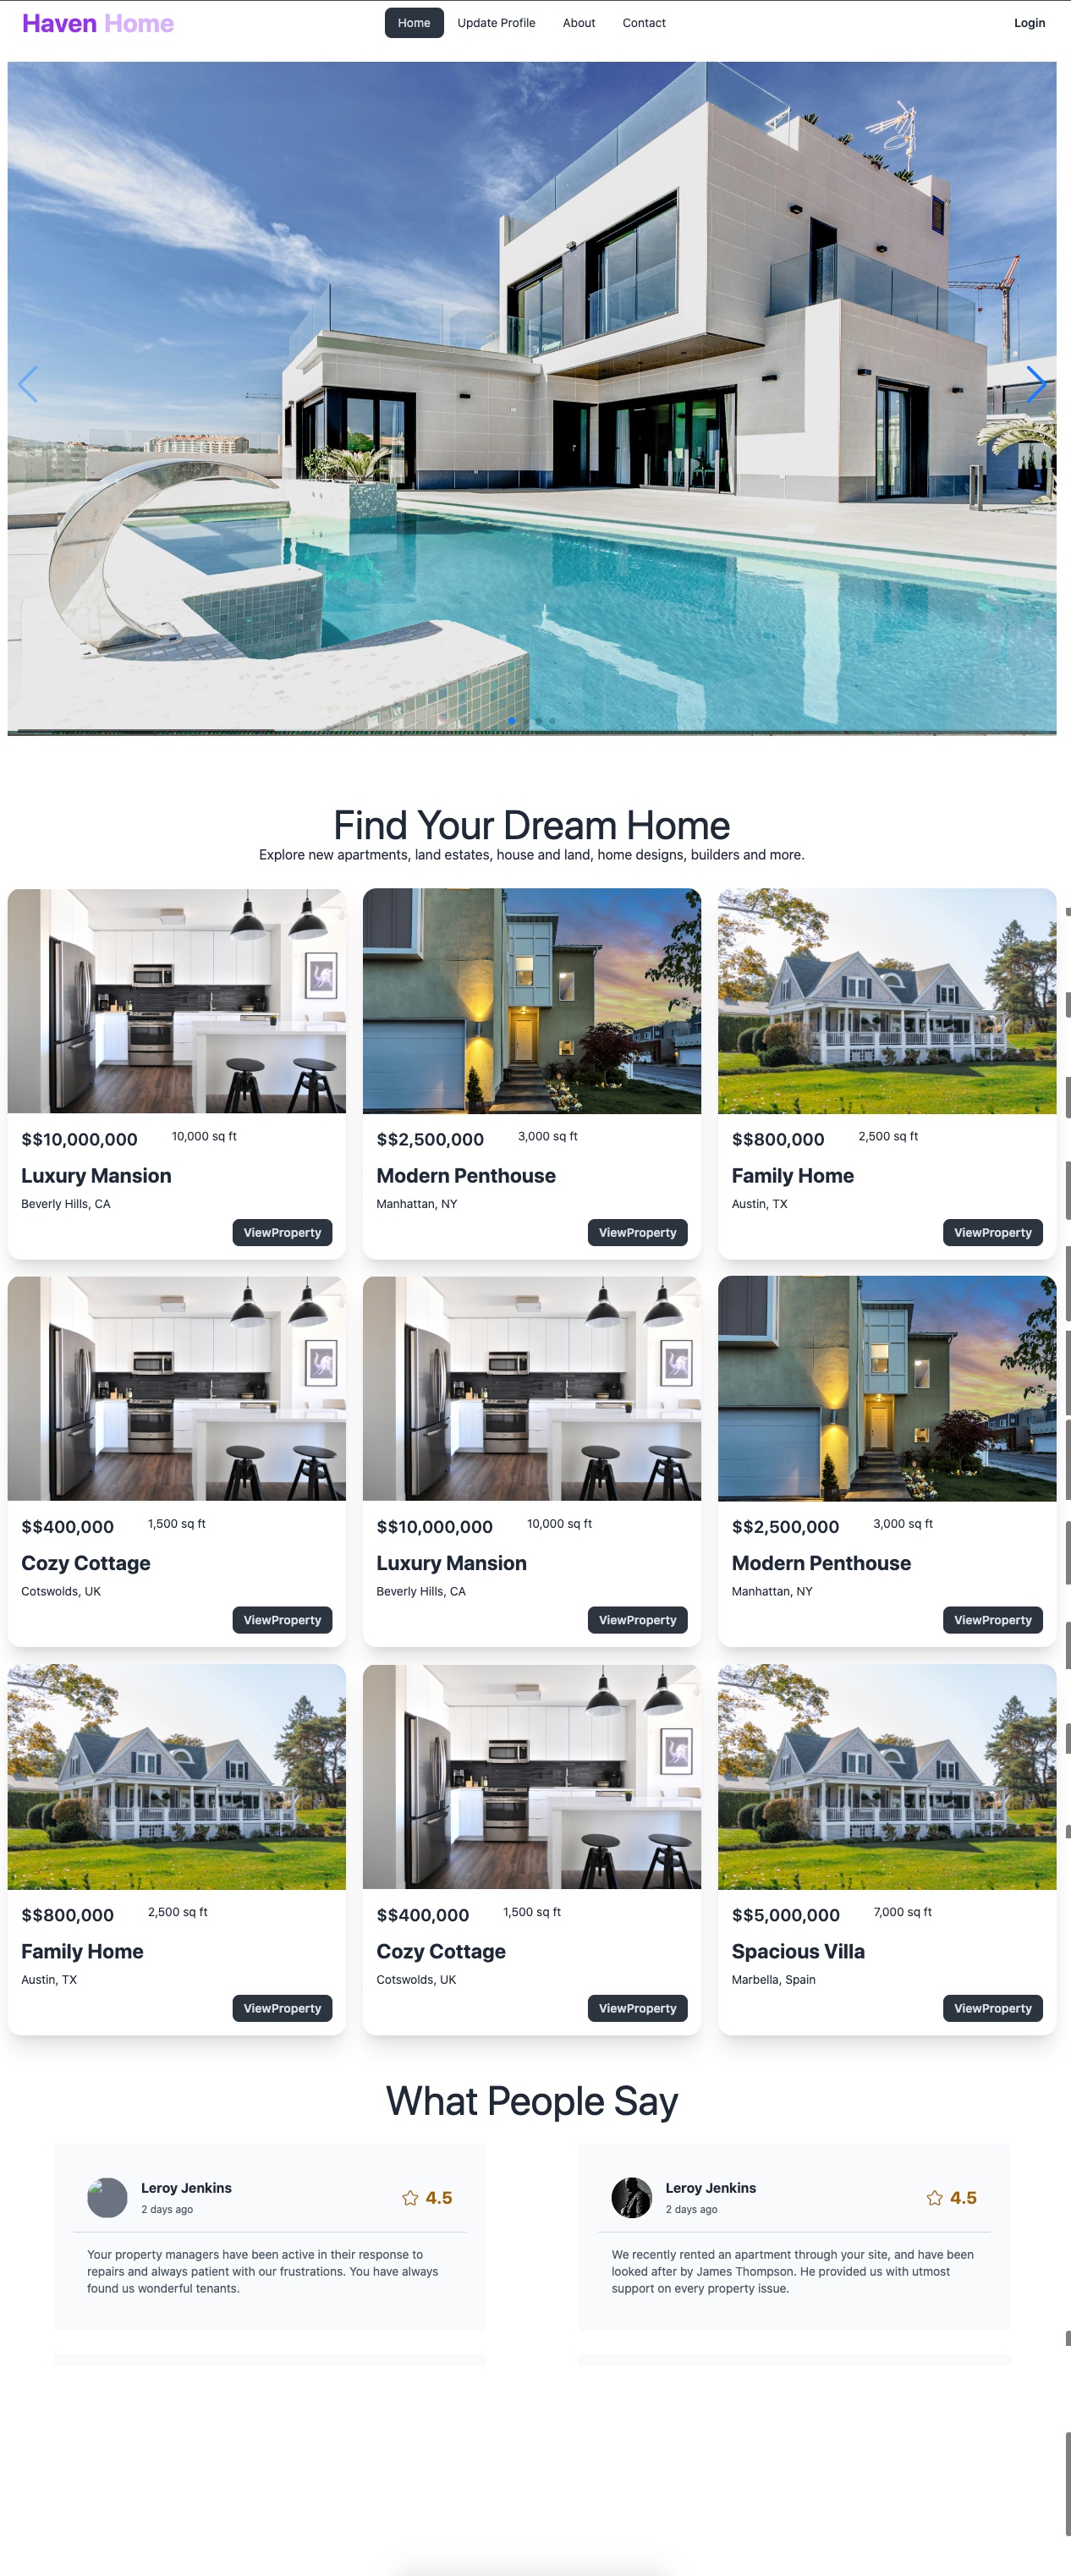 Haven Home
Home Update Profile About Contact
Login
Find Your Dream Home
Explore new apartments, land estates, house and land, home designs, builders and more.
$$10,000,000 10,000 sq ft
Luxury Mansion
Beverly Hills, CA
ViewProperty
$$2,500,000 3,000 sq ft
Modern Penthouse
Manhattan, NY
ViewProperty
$$800,000 2,500 sq ft
Family Home
Austin, TX
ViewProperty
$$400,000 1,500 sq ft
Cozy Cottage
Cotswolds, UK
ViewProperty
$$10,000,000 10,000 sq ft
Luxury Mansion
Beverly Hills, CA
ViewProperty
$$2,500,000 3,000 sq ft
Modern Penthouse
Manhattan, NY
ViewProperty
$$800,000 2,500 sq ft
Family Home
Austin, TX
ViewProperty
$$400,000 1,500 sq ft
Cozy Cottage
Cotswolds, UK
ViewProperty
$$5,000,000 7,000 sq ft
Spacious Villa
Marbella, Spain
ViewProperty
What People Say
Leroy Jenkins
2 days ago
4.5
Your property managers have been active in their response to
repairs and always patient with our frustrations. You have always
found us wonderful tenants.
Leroy Jenkins
2 days ago
4.5
We recently rented an apartment through your site, and have been
looked after by James Thompson. He provided us with utmost
support on every property issue.